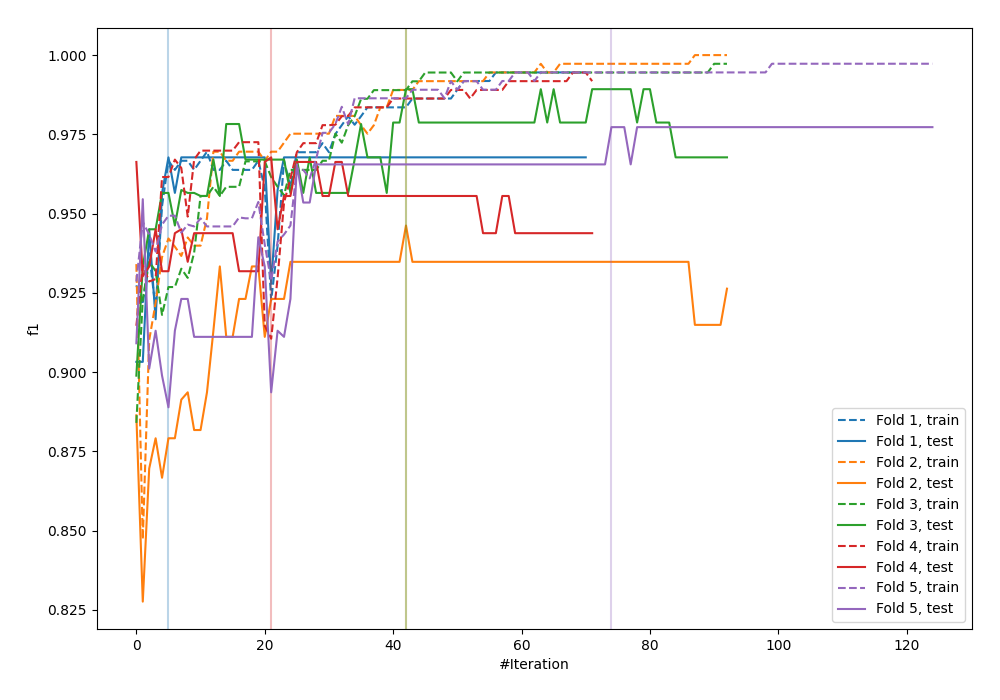 1.000
0.975
0.950
0.925
0.900
0.875
0.850
0.825
f1
0 20 40 60 80 100 120
#Iteration
Fold 1, train
Fold 1, test
Fold 2, train
Fold 2, test
Fold 3, train
Fold 3, test
Fold 4, train
Fold 4, test
Fold 5, train
Fold 5, test